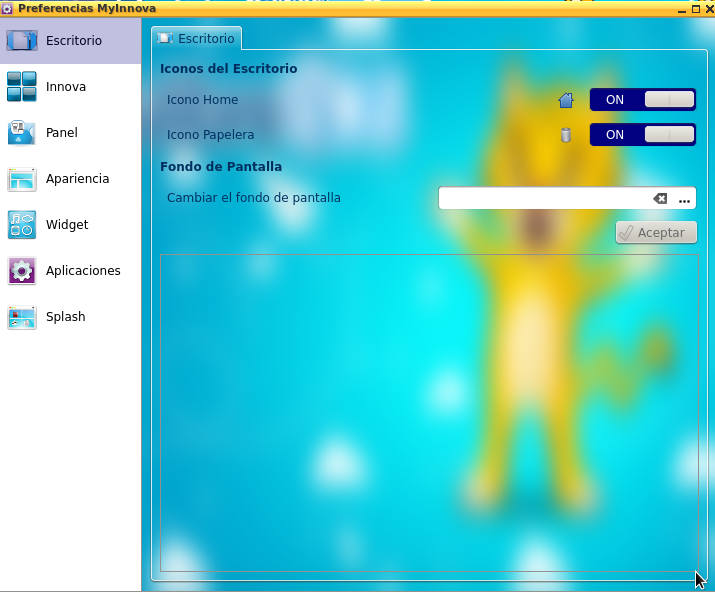 Preferencias MyInnova
Escritorio
Innova
Panel
Apariencia
Widget
Aplicaciones
Splash
Escritorio
Iconos del Escritorio
Icono Home
ON
Icono Papelera
ON
Fondo de Pantalla
Cambiar el fondo de pantalla
...
Aceptar